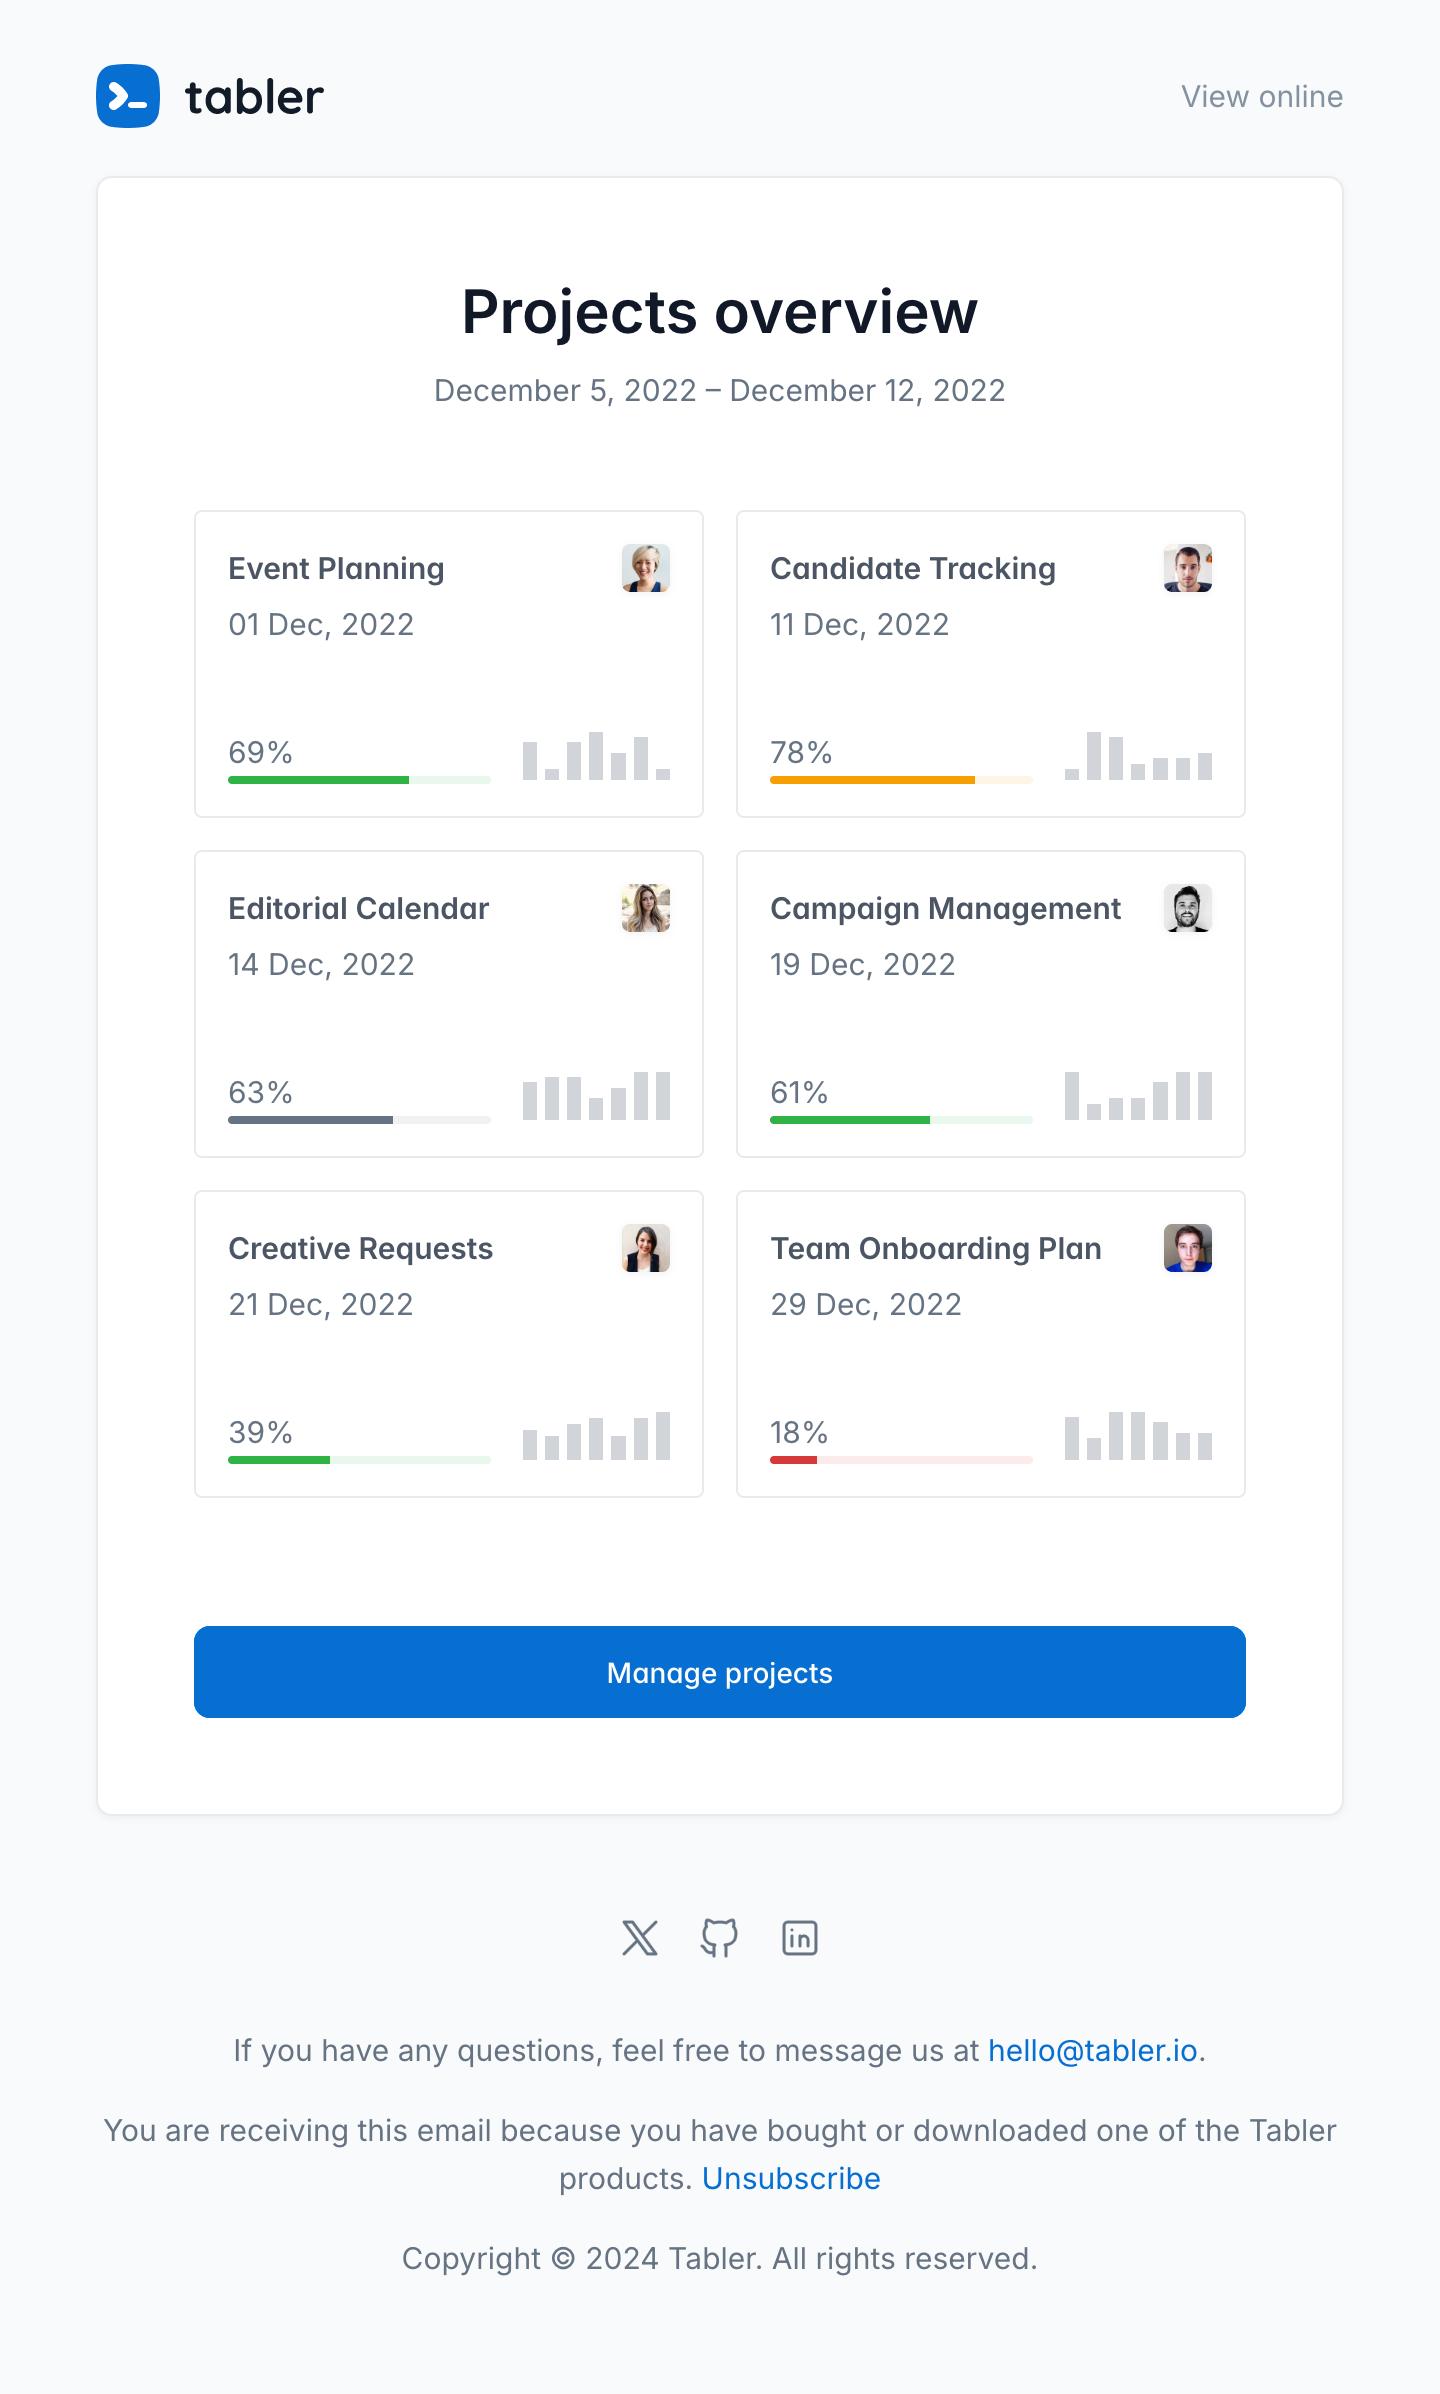 tabler
View online
Projects overview
December 5, 2022 – December 12, 2022
Event Planning
01 Dec, 2022
69%
Candidate Tracking
11 Dec, 2022
78%
Editorial Calendar
14 Dec, 2022
63%
Campaign Management
19 Dec, 2022
61%
Creative Requests
21 Dec, 2022
39%
Team Onboarding Plan
29 Dec, 2022
18%
Manage projects
If you have any questions, feel free to message us at hello@tabler.io.
You are receiving this email because you have bought or downloaded one of the Tabler
products. Unsubscribe
Copyright © 2024 Tabler. All rights reserved.